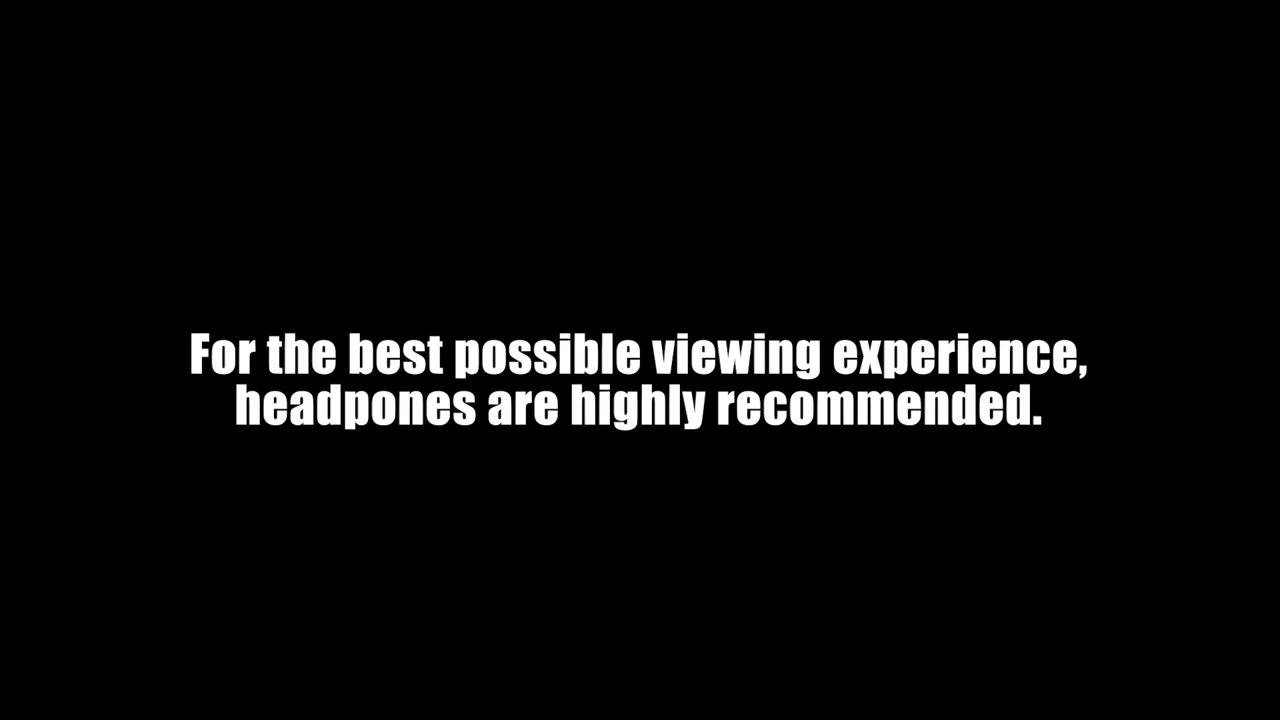 For the best possible viewing experience,
headpones are highly recommended.